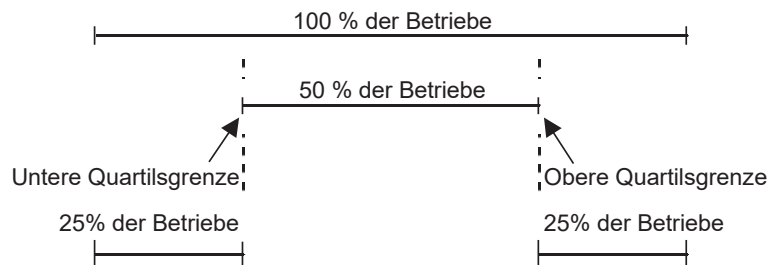 100 % der Betriebe
50 % der Betriebe
Untere Quartilsgrenze
Obere Quartilsgrenze
25% der Betriebe
25% der Betriebe